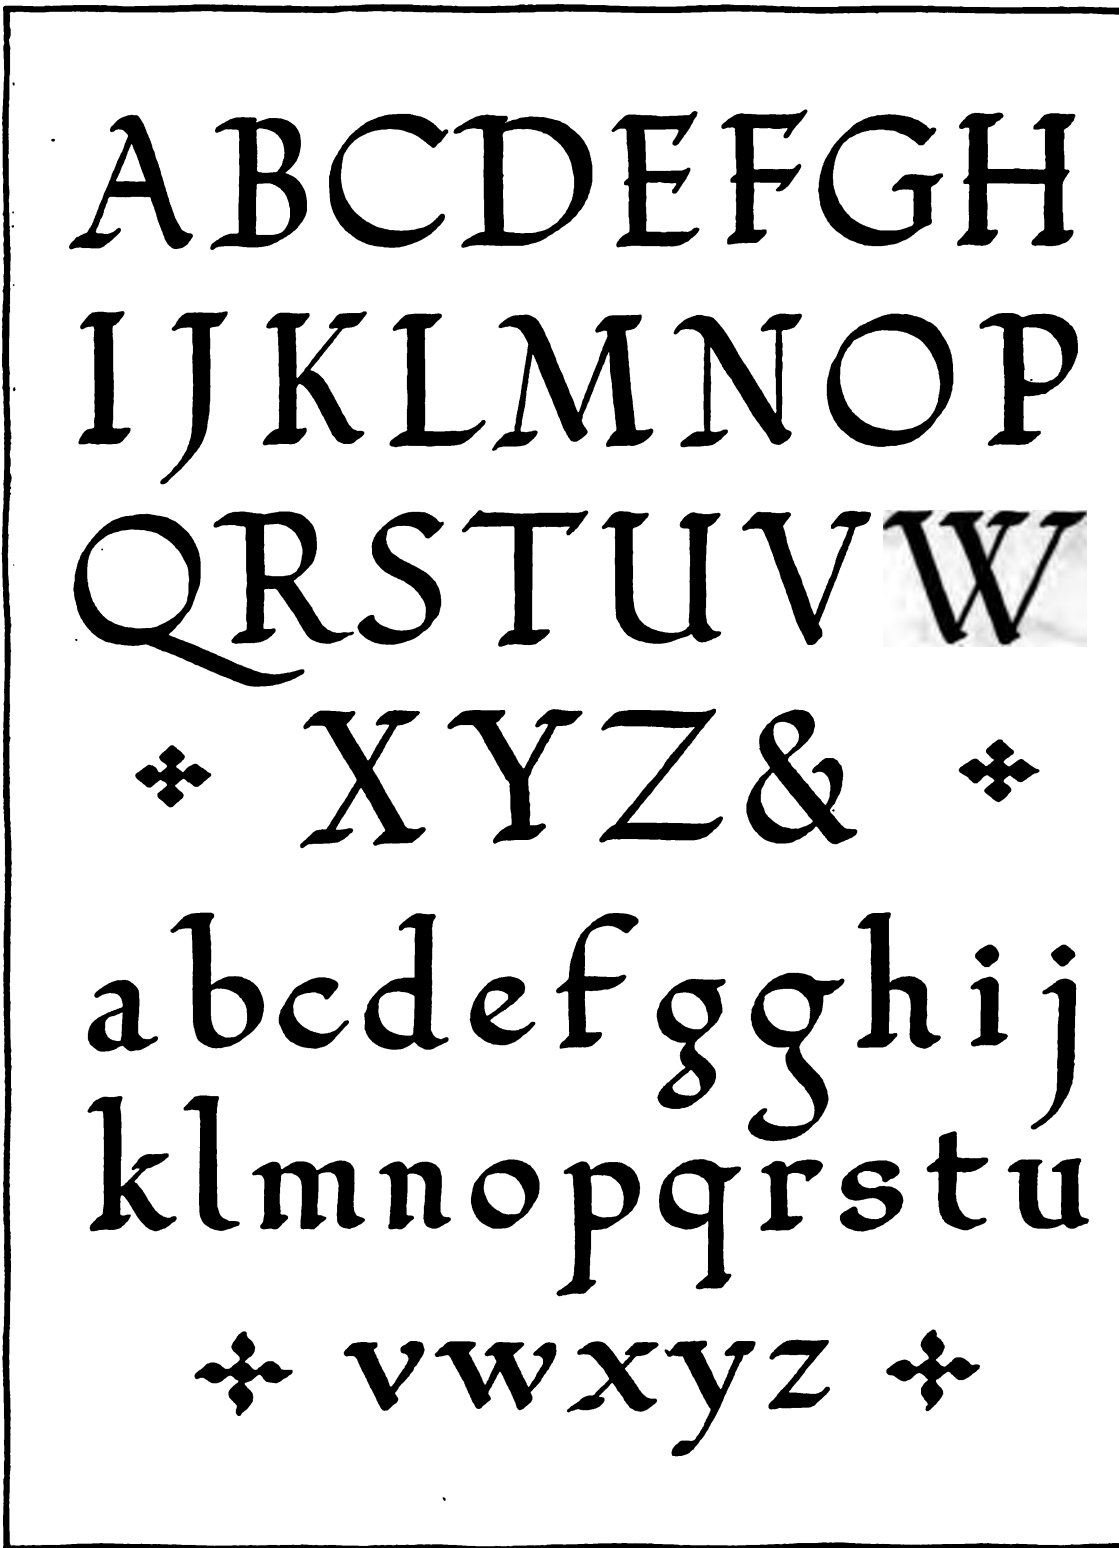 ABCDEFGH
IJKLMNOP
QRSTUVW
XYZ&
abcdefgghij
klmnopqrstu
vwxyz